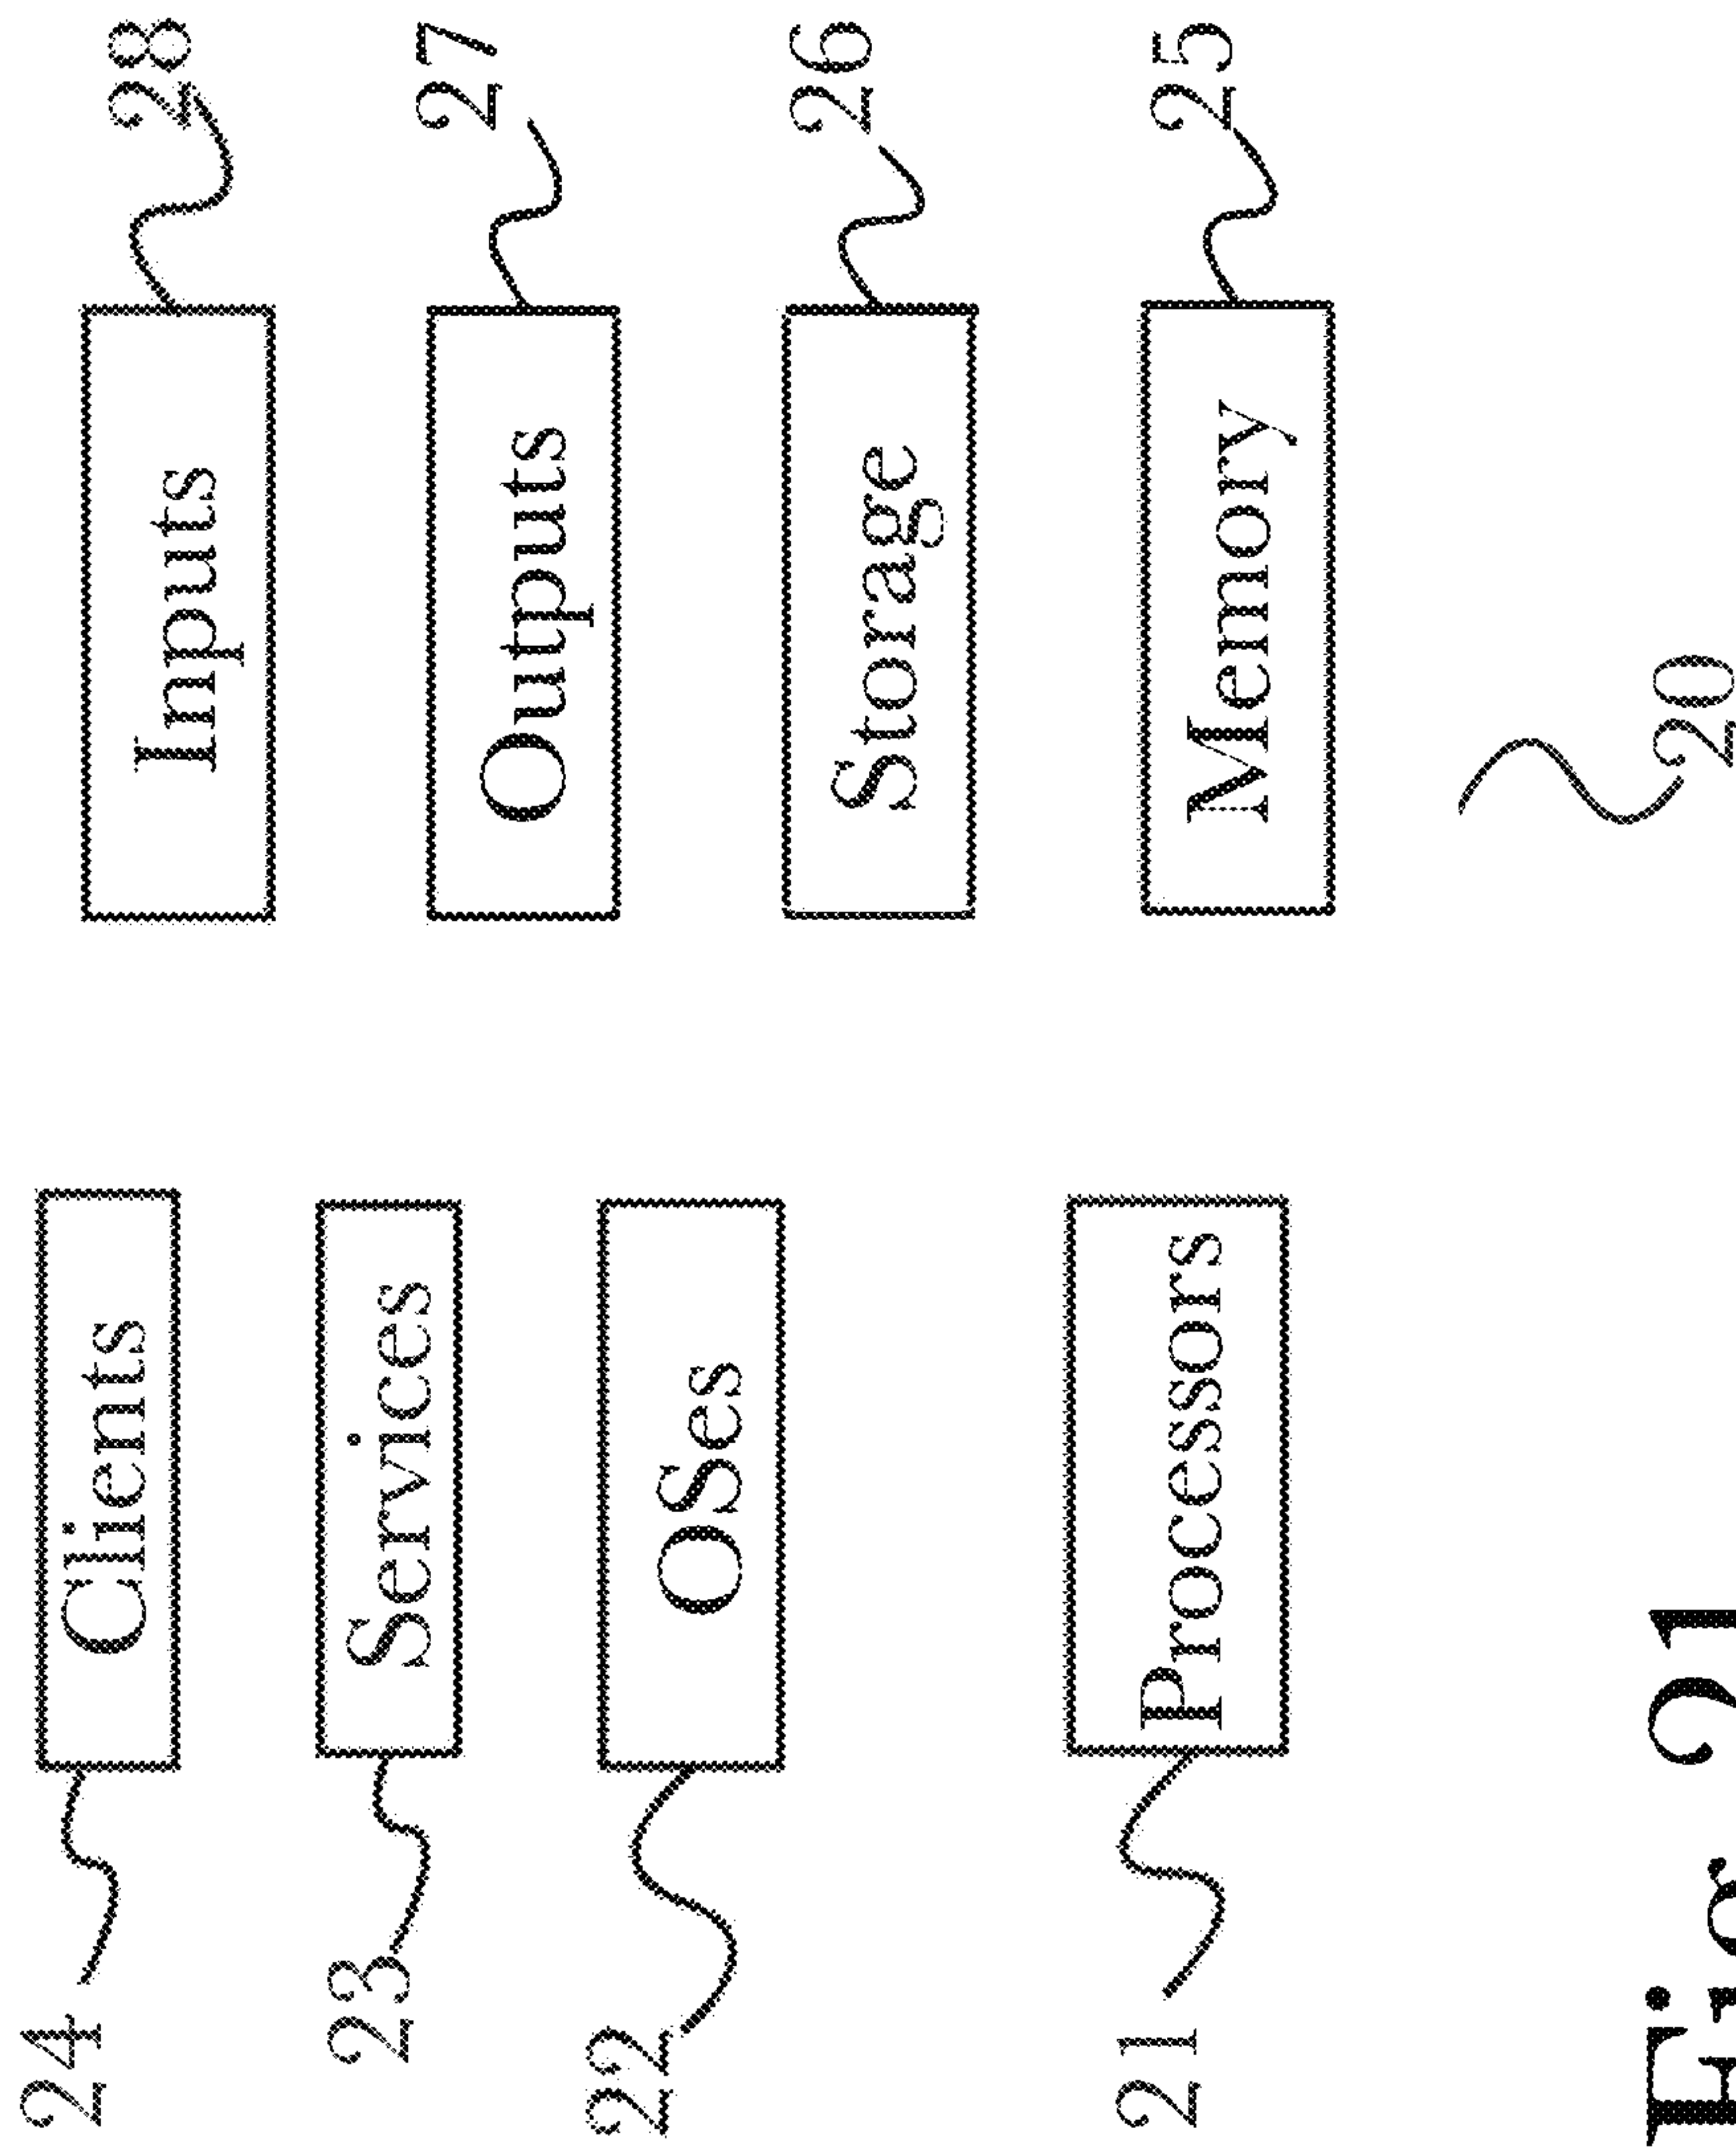 24 Clients Inputs 28
23 Services Outputs 27
22 OSes Storage 26
21 Processors Memory 25
20
Fig 21